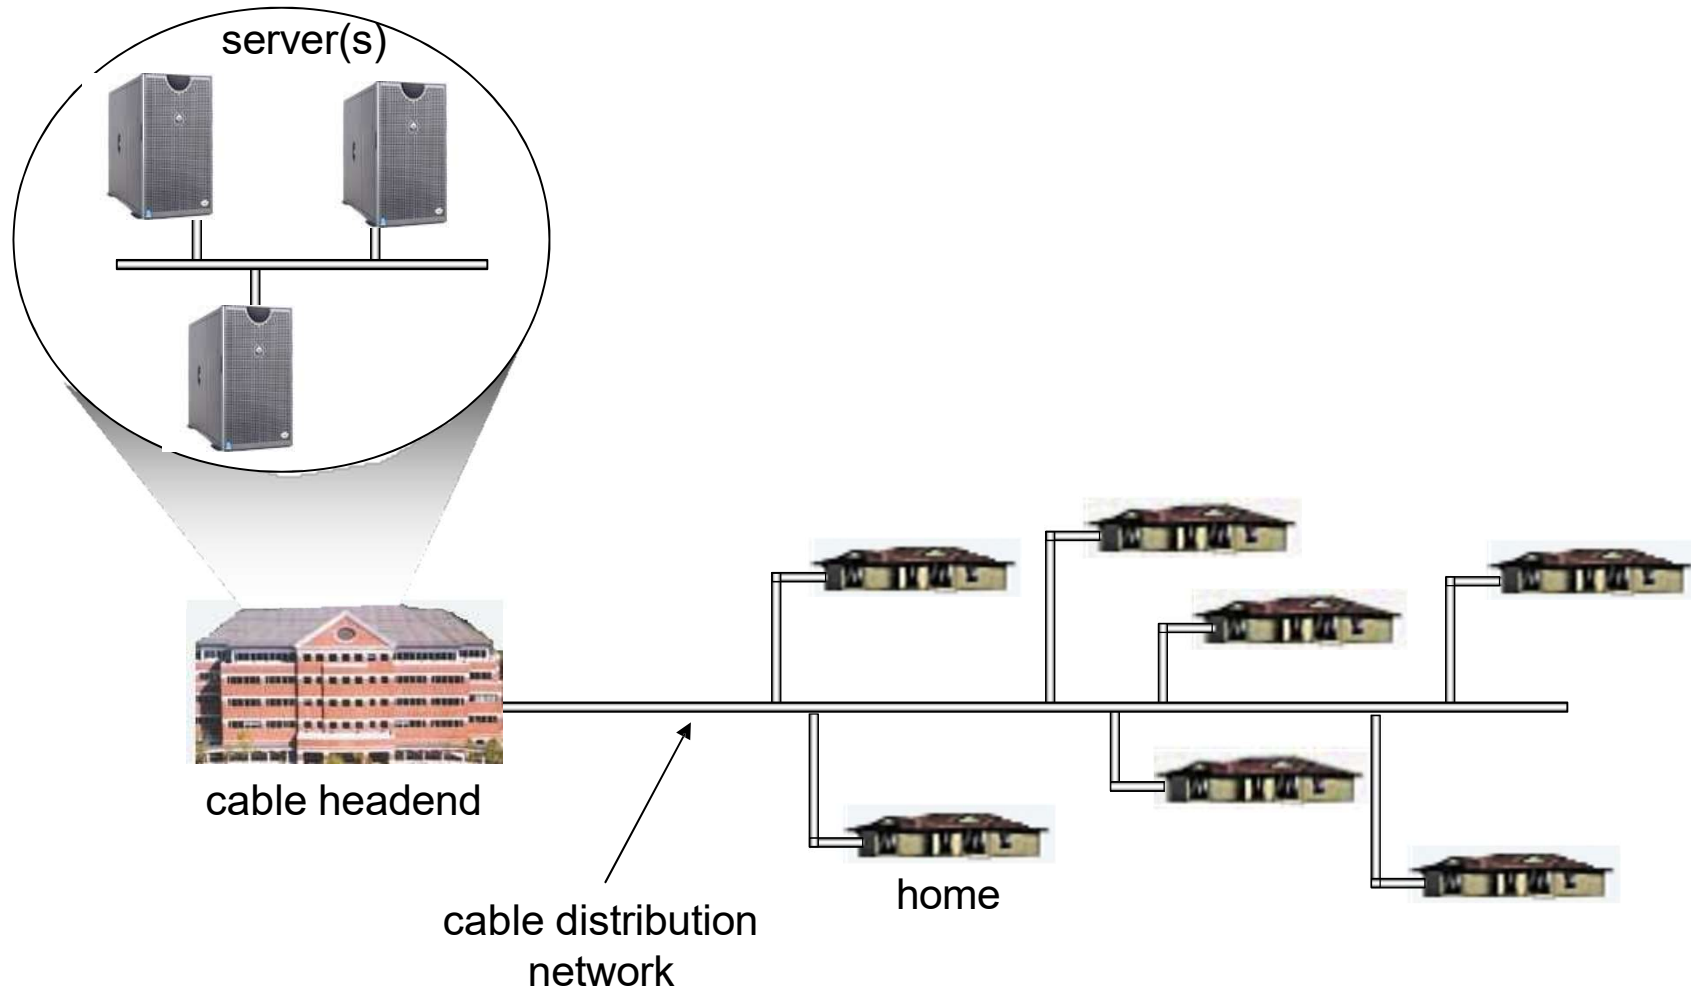 server(s)
cable headend
home
cable distribution
network